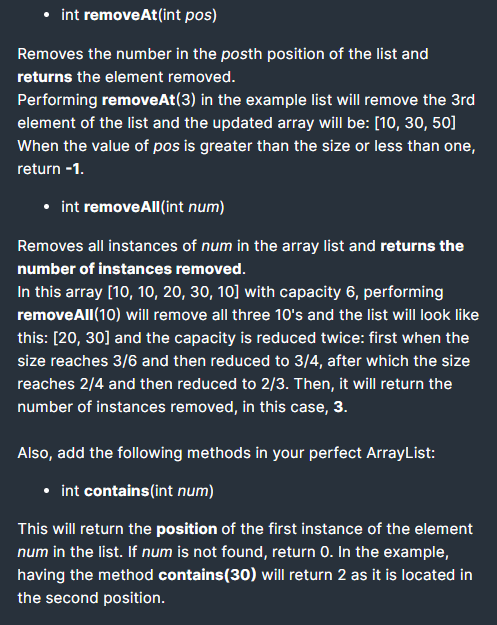 • int removeAt(int pos)
Removes the number in the posth position of the list and
returns the element removed.
Performing removeAt(3) in the example list will remove the 3rd
element of the list and the updated array will be: [10, 30, 50]
When the value of pos is greater than the size or less than one,
return -1.
• int removeAll(int num)
Removes all instances of num in the array list and returns the
number of instances removed.
In this array [10, 10, 20, 30, 10] with capacity 6, performing
removeAll(10) will remove all three 10's and the list will look like
this: [20, 30] and the capacity is reduced twice: first when the
size reaches 3/6 and then reduced to 3/4, after which the size
reaches 2/4 and then reduced to 2/3. Then, it will return the
number of instances removed, in this case, 3.
Also, add the following methods in your perfect ArrayList:
• int contains(int num)
This will return the position of the first instance of the element
num in the list. If num is not found, return 0. In the example,
having the method contains(30) will return 2 as it is located in
the second position.